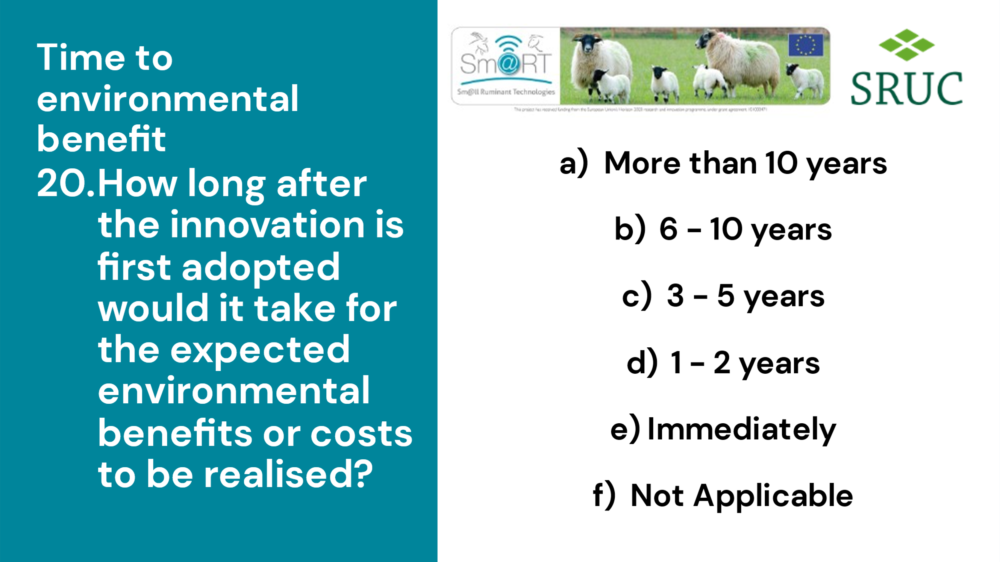 Time to
environmental
benefit
20.How long after
the innovation is
first adopted
would it take for
the expected
environmental
benefits or costs
to be realised?
Sm@RT
Sm@ll Ruminant Technologies
This project has received funding from the European Union's Horizon 2020 research and innovation programme, under grant agreement
SRUC
a) More than 10 years
b) 6 – 10 years
c) 3 – 5 years
d) 1 – 2 years
e) Immediately
f) Not Applicable